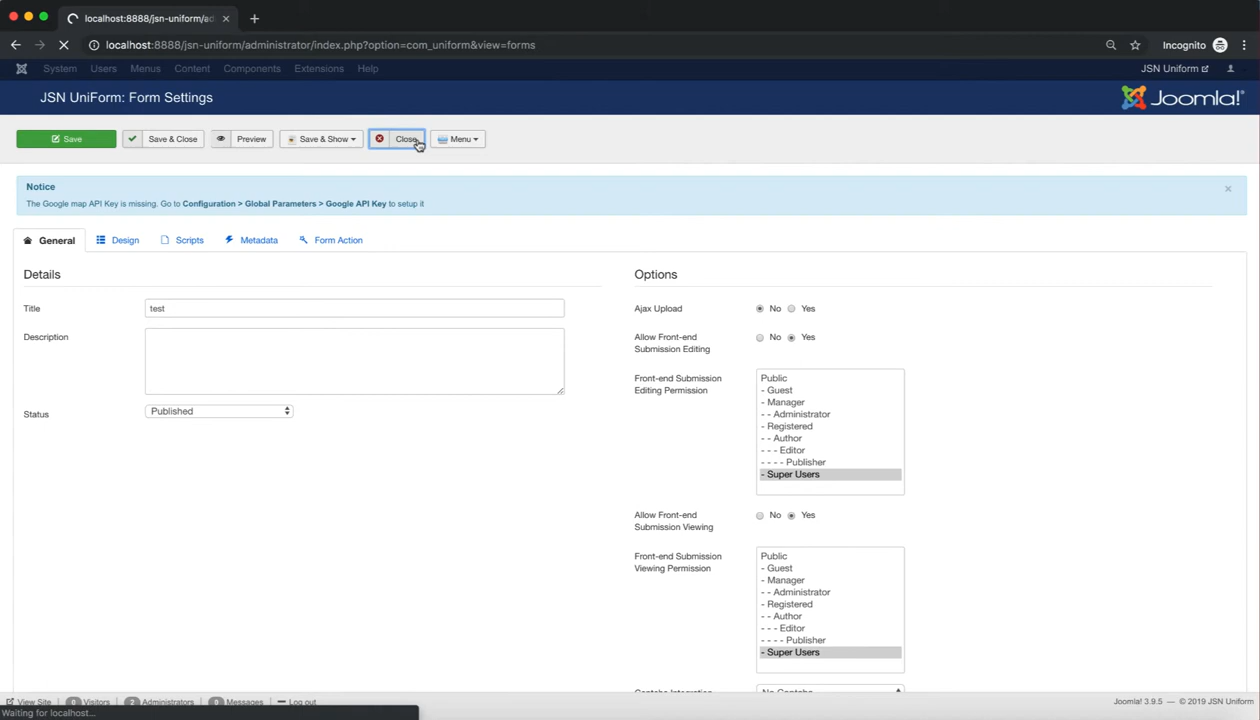 localhost:8888/jsn-uniform/ad
localhost:8888/jsn-uniform/administrator/index.php?option=com_uniform&view=forms
Incognito
System Users Menus Content Components Extensions Help
JSN Uniform
JSN UniForm: Form Settings
Joomla!®
Save
Save & Close
Preview
Save & Show
Close
Menu
Notice
The Google map API Key is missing. Go to Configuration > Global Parameters > Google API Key to setup it
General
Design
Scripts
Metadata
Form Action
Details
Title
test
Description
Status
Published
Options
Ajax Upload
No Yes
Allow Front-end
Submission Editing
No Yes
Front-end Submission
Editing Permission
Public
- Guest
- Manager
- - Administrator
- Registered
- - Author
- - - Editor
- - - - Publisher
- Super Users
Allow Front-end
Submission Viewing
No Yes
Front-end Submission
Viewing Permission
Public
- Guest
- Manager
- - Administrator
- Registered
- - Author
- - - Editor
- - - - Publisher
- Super Users
Captcha Integration
No Captcha
View Site
0 Visitors
2 Administrators
0 Messages
Log out
Joomla! 3.9.5 — © 2019 JSN Uniform
Waiting for localhost...